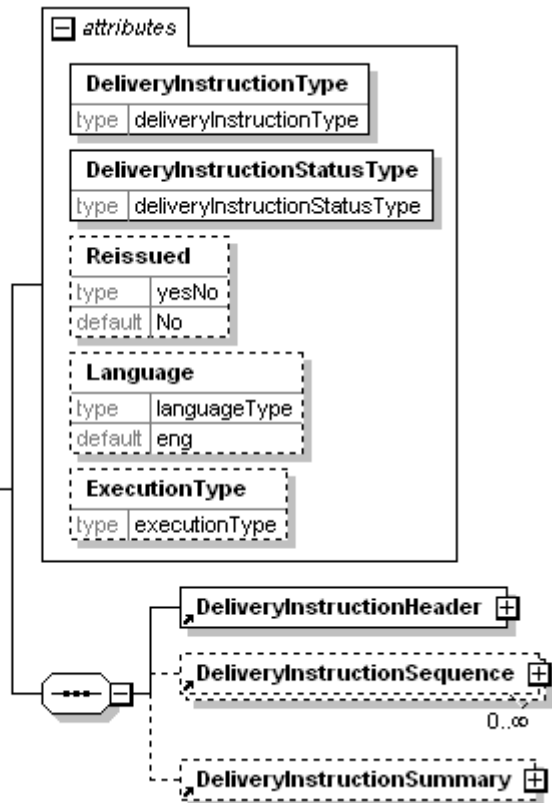 attributes
DeliveryInstructionType
type deliveryInstructionType
DeliveryInstructionStatusType
type deliveryInstructionStatusType
Reissued
type yesNo
default No
Language
type languageType
default eng
ExecutionType
type executionType
DeliveryInstructionHeader
DeliveryInstructionSequence
0..∞
DeliveryInstructionSummary